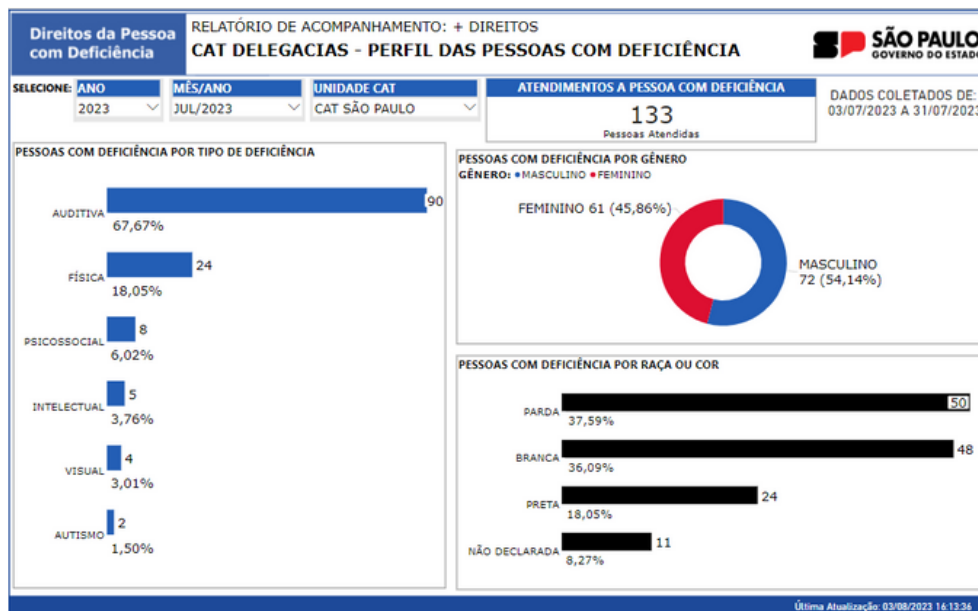 Direitos da Pessoa
com Deficiência
RELATÓRIO DE ACOMPANHAMENTO: + DIREITOS
CAT DELEGACIAS - PERFIL DAS PESSOAS COM DEFICIÊNCIA
SÃO PAULO
GOVERNO DO ESTADO
SELECIONE:
ANO
2023
MÊS/ANO
JUL/2023
UNIDADE CAT
CAT SÃO PAULO
ATENDIMENTOS A PESSOA COM DEFICIÊNCIA
133
Pessoas Atendidas
DADOS COLETADOS DE:
03/07/2023 A 31/07/2023
PESSOAS COM DEFICIÊNCIA POR TIPO DE DEFICIÊNCIA
AUDITIVA
90
67,67%
FÍSICA
24
18,05%
PSICOSSOCIAL
8
6,02%
INTELECTUAL
5
3,76%
VISUAL
4
3,01%
AUTISMO
2
1,50%
PESSOAS COM DEFICIÊNCIA POR GÊNERO
GÊNERO: MASCULINO FEMININO
FEMININO 61 (45,86%)
MASCULINO
72 (54,14%)
PESSOAS COM DEFICIÊNCIA POR RAÇA OU COR
PARDA
50
37,59%
BRANCA
48
36,09%
PRETA
24
18,05%
NÃO DECLARADA
11
8,27%
Última Atualização: 03/08/2023 16:13:36